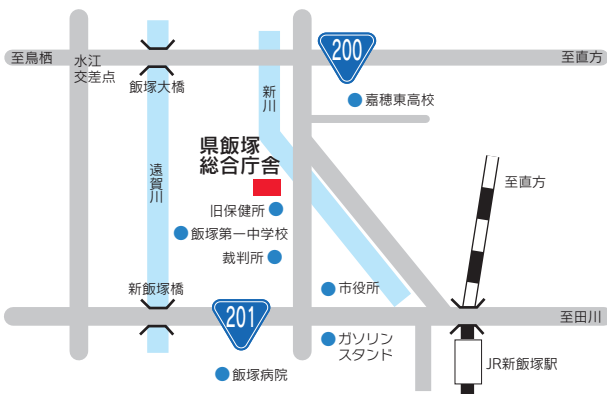 至鳥栖
水江
交差点
飯塚大橋
新川
200
至直方
嘉穂東高校
県飯塚
総合庁舎
遠賀川
旧保健所
飯塚第一中学校
裁判所
至直方
新飯塚橋
201
市役所
至田川
ガソリン
スタンド
JR新飯塚駅
飯塚病院